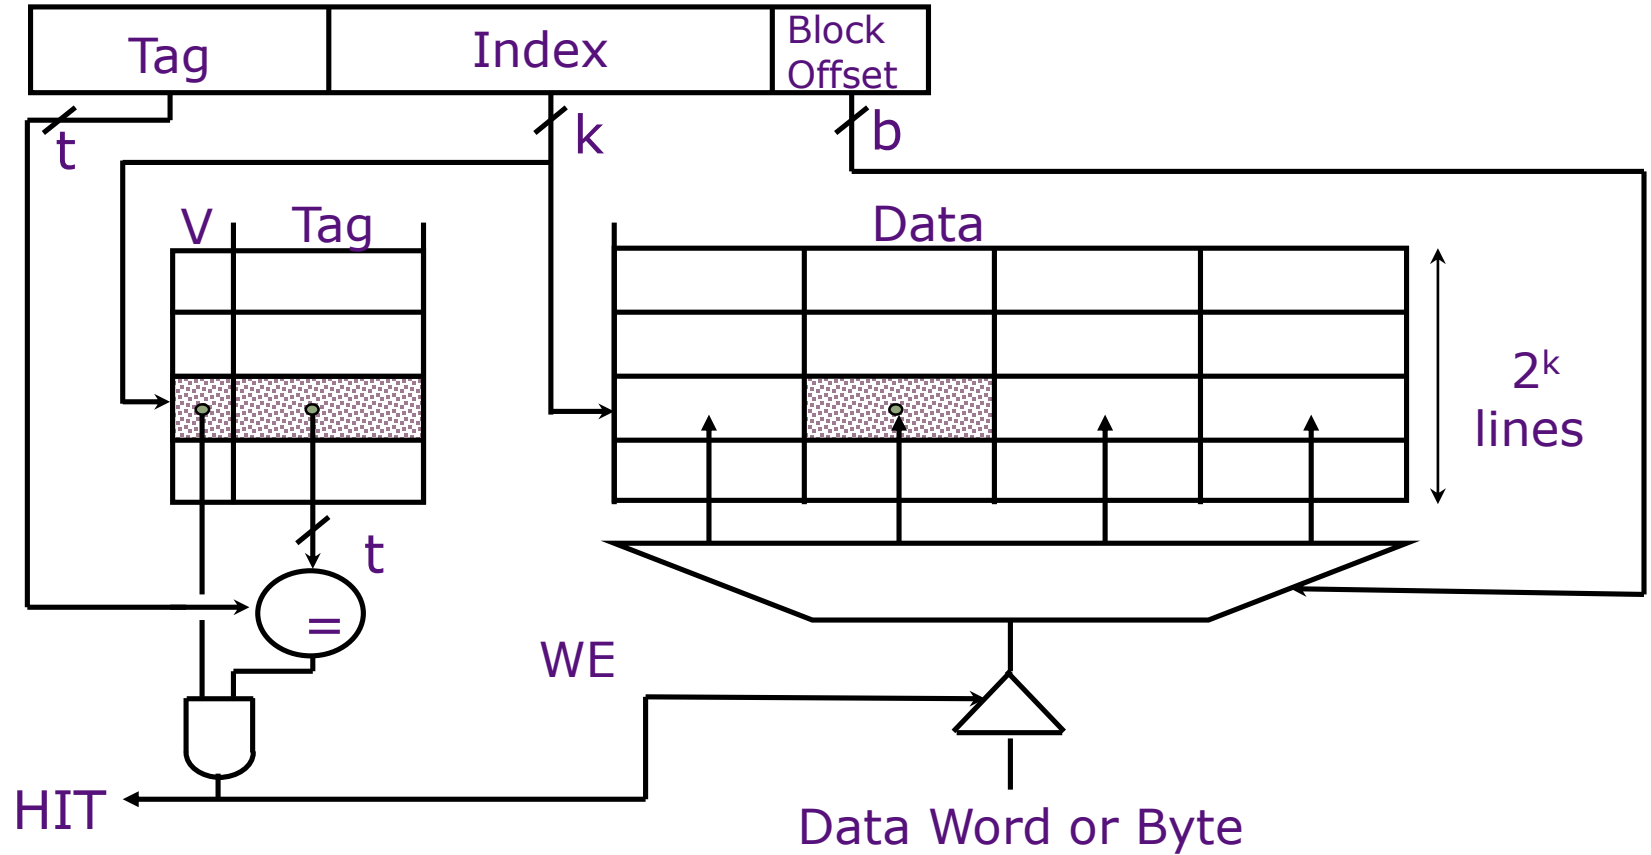 Tag
Index
Block
Offset
t
k
b
V
Tag
Data
2ᵏ
lines
t
=
WE
HIT
Data Word or Byte